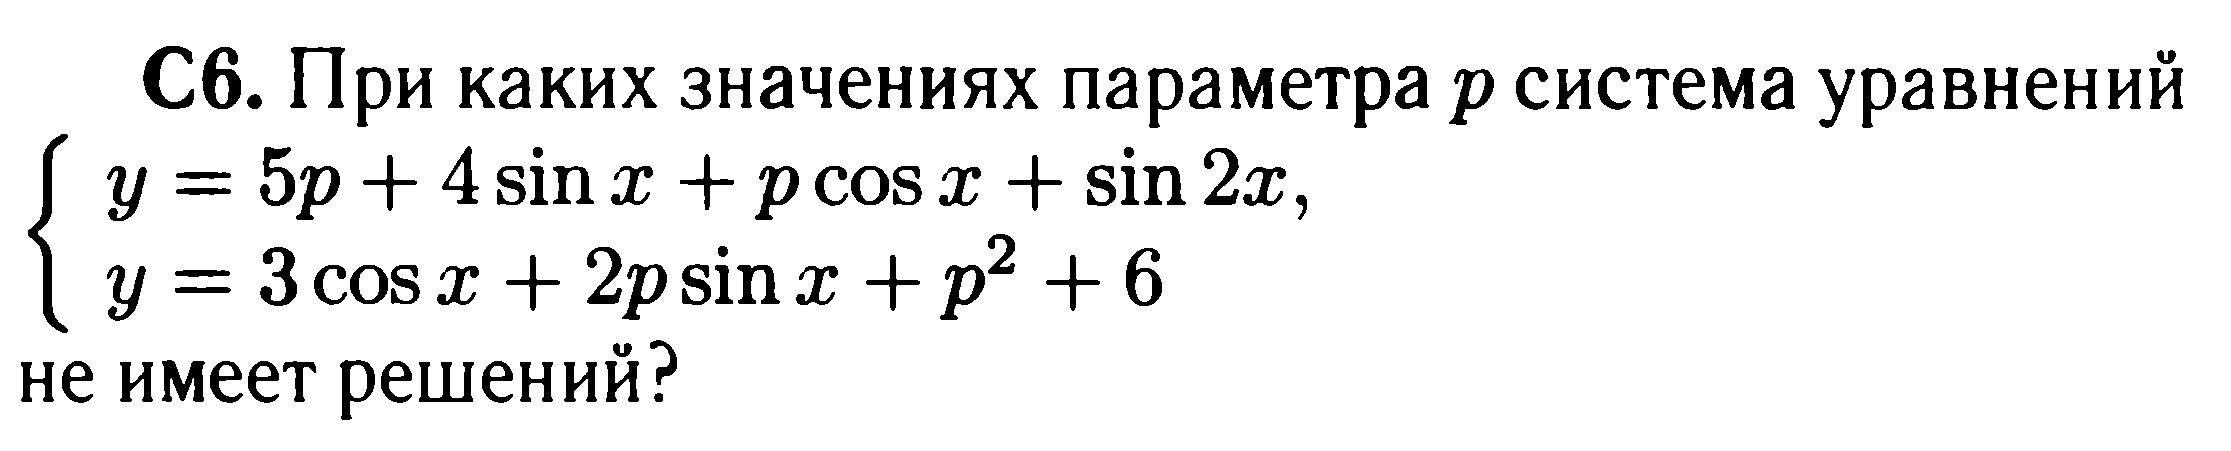 С6. При каких значениях параметра p система уравнений
y = 5p + 4 sin x + p cos x + sin 2x,
y = 3 cos x + 2p sin x + p² + 6
не имеет решений?